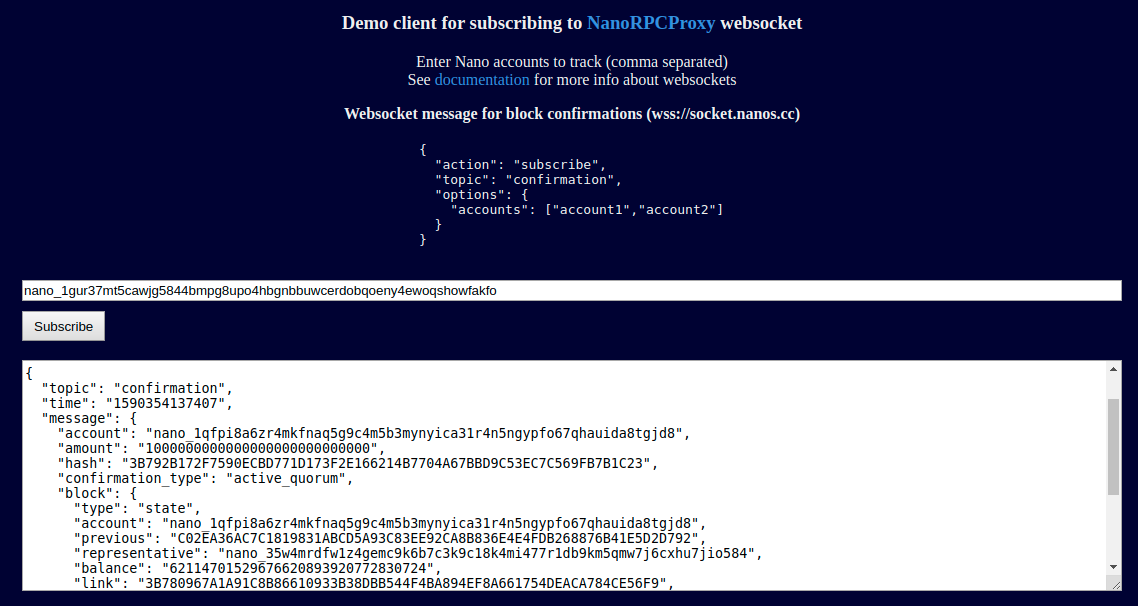 Demo client for subscribing to NanoRPCProxy websocket
Enter Nano accounts to track (comma separated)
See documentation for more info about websockets
Websocket message for block confirmations (wss://socket.nanos.cc)
{
  "action": "subscribe",
  "topic": "confirmation",
  "options": {
    "accounts": ["account1","account2"]
  }
}
nano_1gur37mt5cawjg5844bmpg8upo4hbgnbbuwcerdobqoeny4ewoqshowfakfo
Subscribe
{
  "topic": "confirmation",
  "time": "1590354137407",
  "message": {
    "account": "nano_1qfpi8a6zr4mkfnaq5g9c4m5b3mynyica31r4n5ngypfo67qhauida8tgjd8",
    "amount": "1000000000000000000000000000",
    "hash": "3B792B172F7590ECBD771D173F2E166214B7704A67BBD9C53EC7C569FB7B1C23",
    "confirmation_type": "active_quorum",
    "block": {
      "type": "state",
      "account": "nano_1qfpi8a6zr4mkfnaq5g9c4m5b3mynyica31r4n5ngypfo67qhauida8tgjd8",
      "previous": "C02EA36AC7C1819831ABCD5A93C83EE92CA8B836E4E4FDB268876B41E5D2D792",
      "representative": "nano_35w4mrdfw1z4gemc9k6b7c3k9c18k4mi477r1db9km5qmw7j6cxhu7jio584",
      "balance": "621147015296766208939207728307​24",
      "link": "3B780967A1A91C8B86610933B38DBB544F4BA894EF8A661754DEACA784CE56F9",